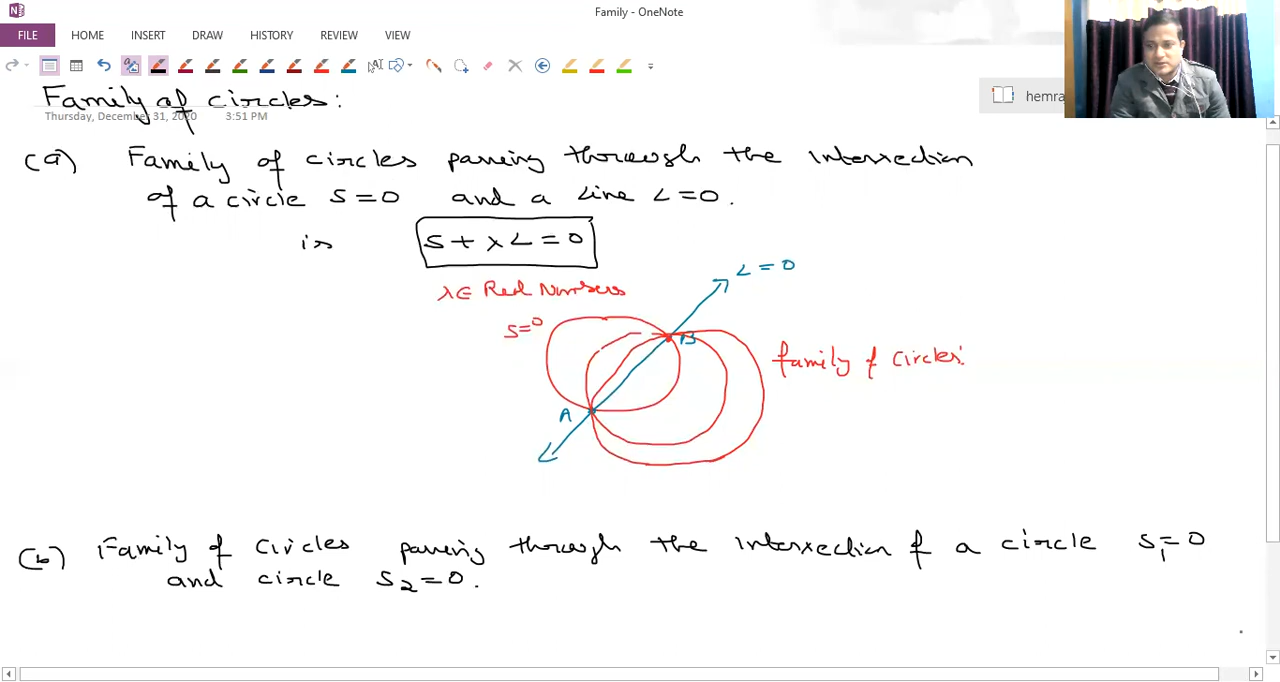 Family - OneNote
FILE HOME INSERT DRAW HISTORY REVIEW VIEW
hemra
Family of circles:
Thursday, December 31, 2020 3:51 PM
(a) Family of circles passing through the intersection
of a circle S=0 and a Line L=0.
is S+λL=0
λ∈ Real Numbers
L=0
S=0
B
family of circles:
A
(b) Family of circles passing through the intersection of a circle S₁=0
and circle S₂=0.